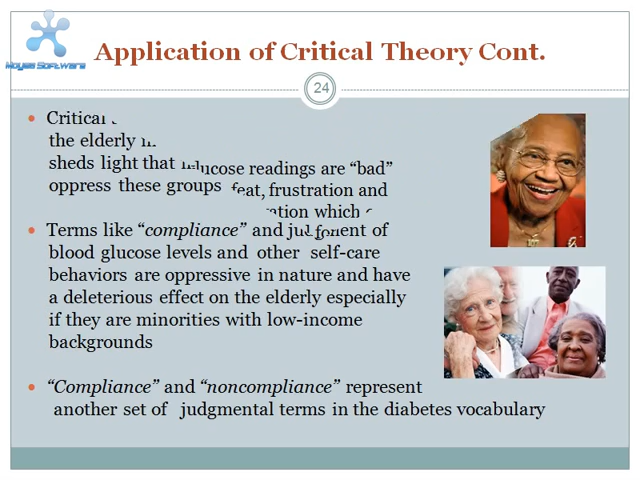 Application of Critical Theory Cont.
24
• Critical
the elderly
sheds light that glucose readings are “bad”
oppress these groups frustration and
which
• Terms like “compliance” and judgment of
blood glucose levels and other self-care
behaviors are oppressive in nature and have
a deleterious effect on the elderly especially
if they are minorities with low-income
backgrounds
• “Compliance” and “noncompliance” represent
another set of judgmental terms in the diabetes vocabulary